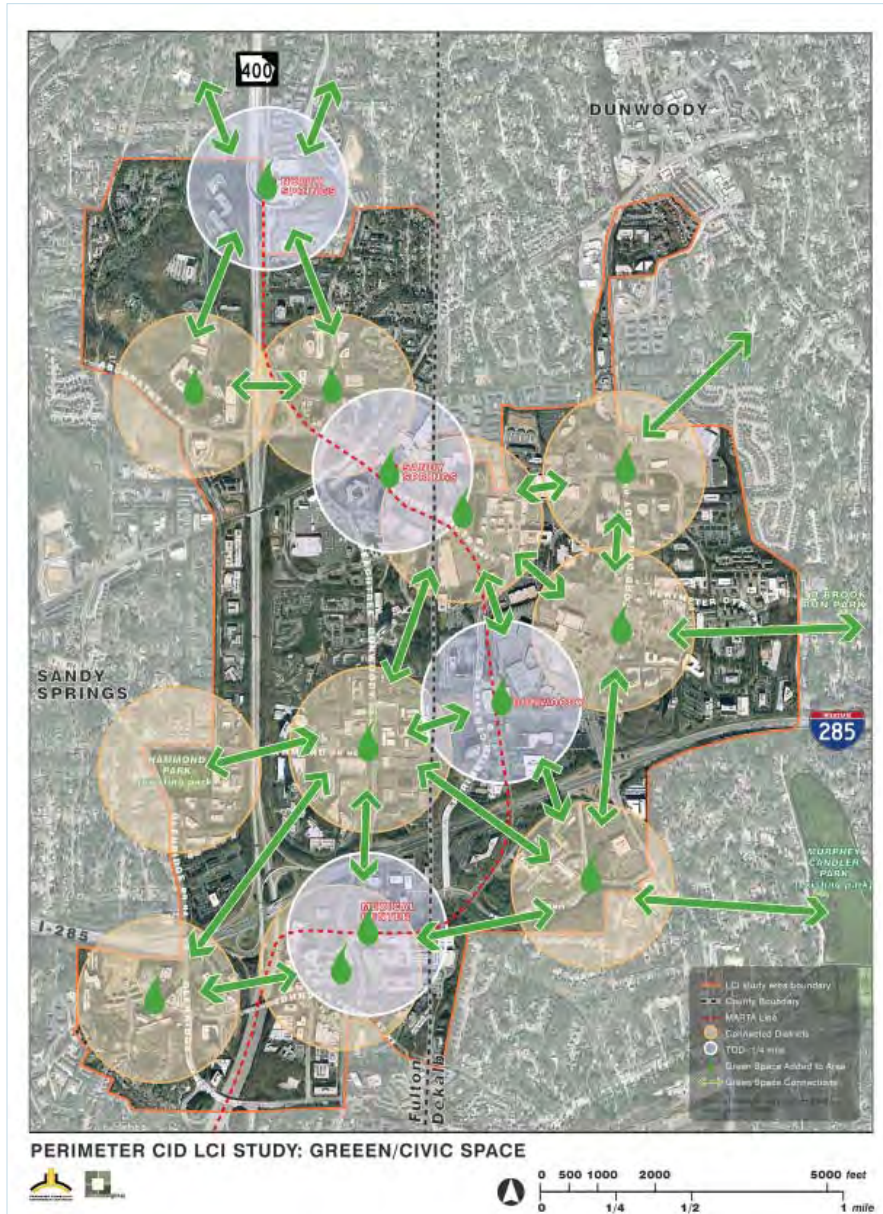 400
DUNWOODY
NORTH
SPRINGS
SANDY
SPRINGS
PERIMETER CTR
SANDY
SPRINGS
DUNWOODY
285
HAMMOND
PARK
(existing park)
MURPHEY
CANDLER
PARK
(existing park)
MEDICAL
CENTER
I-285
Fulton
Dekalb
LCI study area boundary
County Boundary
MARTA Line
Connected Districts
TOD-1/4 mile
Green Space Added to Area
Green Space Connections
PERIMETER CID LCI STUDY: GREEEN/CIVIC SPACE
0 500 1000 2000 5000 feet
0 1/4 1/2 1 mile